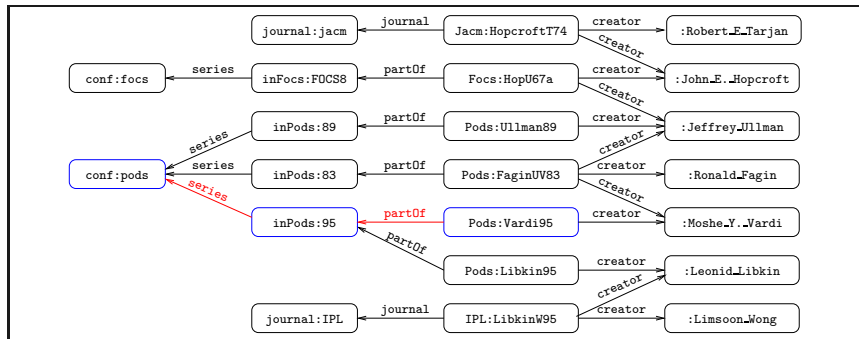 journal:jacm journal Jacm:HopcroftT74 creator :Robert_E_Tarjan
creator
conf:focs series inFocs:FOCS8 partOf Focs:HopU67a creator :John_E._Hopcroft
creator
inPods:89 partOf Pods:Ullman89 creator :Jeffrey_Ullman
series
creator
conf:pods series inPods:83 partOf Pods:FaginUV83 creator :Ronald_Fagin
series
creator
inPods:95 partOf Pods:Vardi95 creator :Moshe_Y._Vardi
partOf
Pods:Libkin95 creator :Leonid_Libkin
creator
journal:IPL journal IPL:LibkinW95 creator :Limsoon_Wong